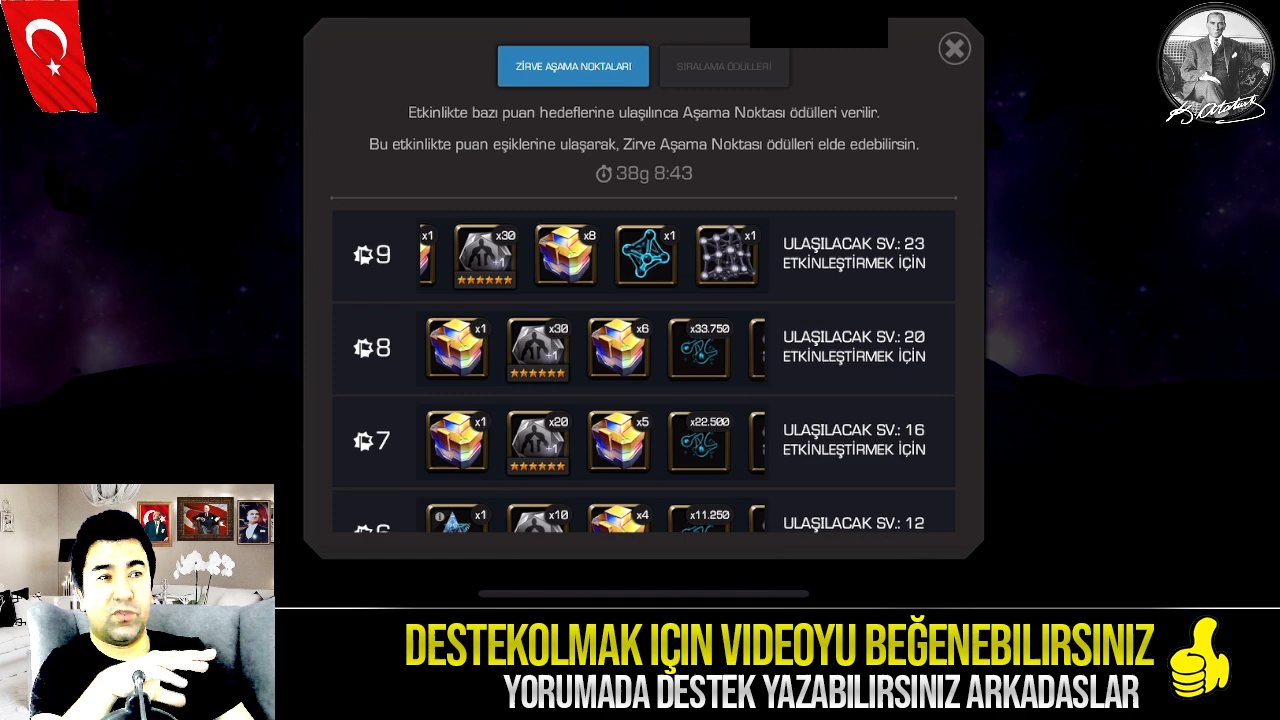 ZİRVE AŞAMA NOKTALARI
SIRALAMA ÖDÜLLERİ
Etkinlikte bazı puan hedeflerine ulaşılınca Aşama Noktası ödülleri verilir.
Bu etkinlikte puan eşiklerine ulaşarak, Zirve Aşama Noktası ödülleri elde edebilirsin.
38g 8:43
9
x1 x30 x8 x1 x1
+1
ULAŞILACAK SV.: 23
ETKİNLEŞTİRMEK İÇİN
8
x1 x30 x6 x33.750
+1
ULAŞILACAK SV.: 20
ETKİNLEŞTİRMEK İÇİN
7
x1 x20 x5 x22.500
+1
ULAŞILACAK SV.: 16
ETKİNLEŞTİRMEK İÇİN
x1 x10 x4 x11.250
ULAŞILACAK SV.: 12
K. Atatürk
DESTEKOLMAK IÇIN VIDEOYU BEĞENEBILIRSINIZ
YORUMADA DESTEK YAZABILIRSINIZ ARKADASLAR